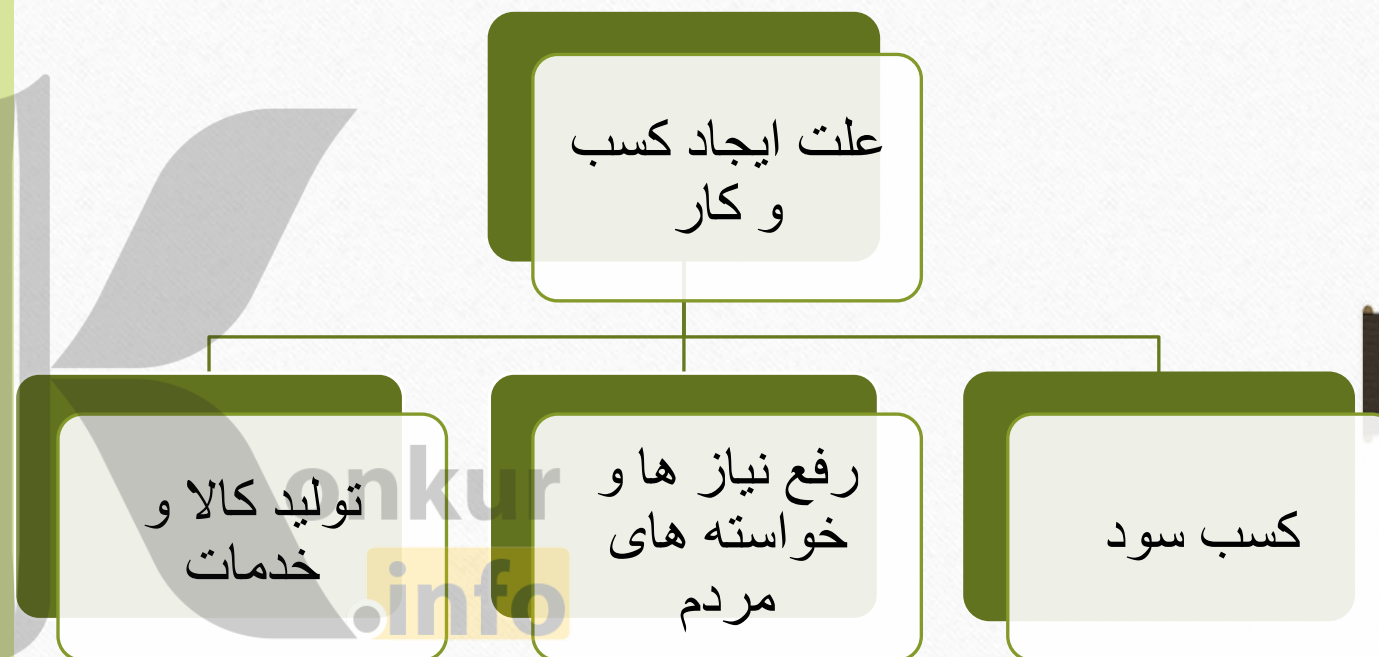 علت ایجاد کسب
و کار
کسب سود
رفع نیاز ها و
خواسته های
مردم
تولید کالا و
خدمات
onkur
.info